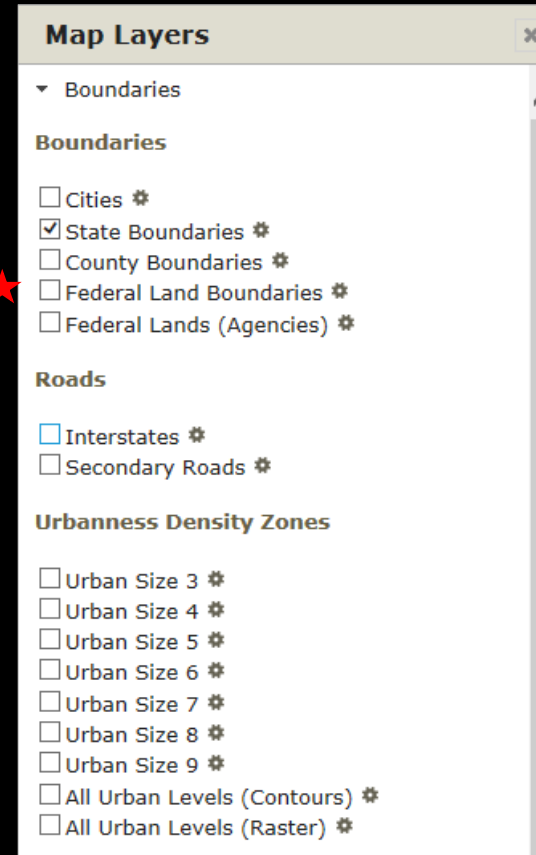 Map Layers
Boundaries
Boundaries
Cities
State Boundaries
County Boundaries
Federal Land Boundaries
Federal Lands (Agencies)
Roads
Interstates
Secondary Roads
Urbanness Density Zones
Urban Size 3
Urban Size 4
Urban Size 5
Urban Size 6
Urban Size 7
Urban Size 8
Urban Size 9
All Urban Levels (Contours)
All Urban Levels (Raster)